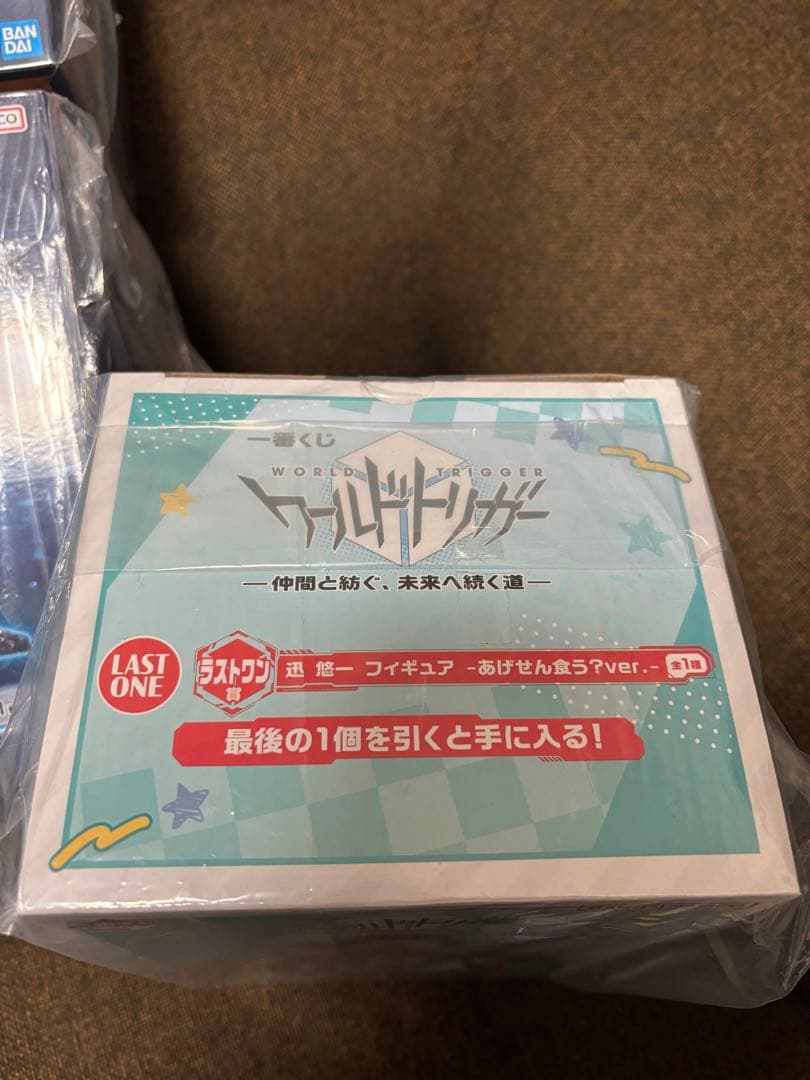 BAN
DAI
CO
一番くじ
WORLD TRIGGER
ワールドトリガー
―仲間と紡ぐ、未来へ続く道―
LAST
ONE
ラストワン
賞
迅 悠一 フィギュア -あげせん食う?ver.-
全1種
最後の1個を引くと手に入る!